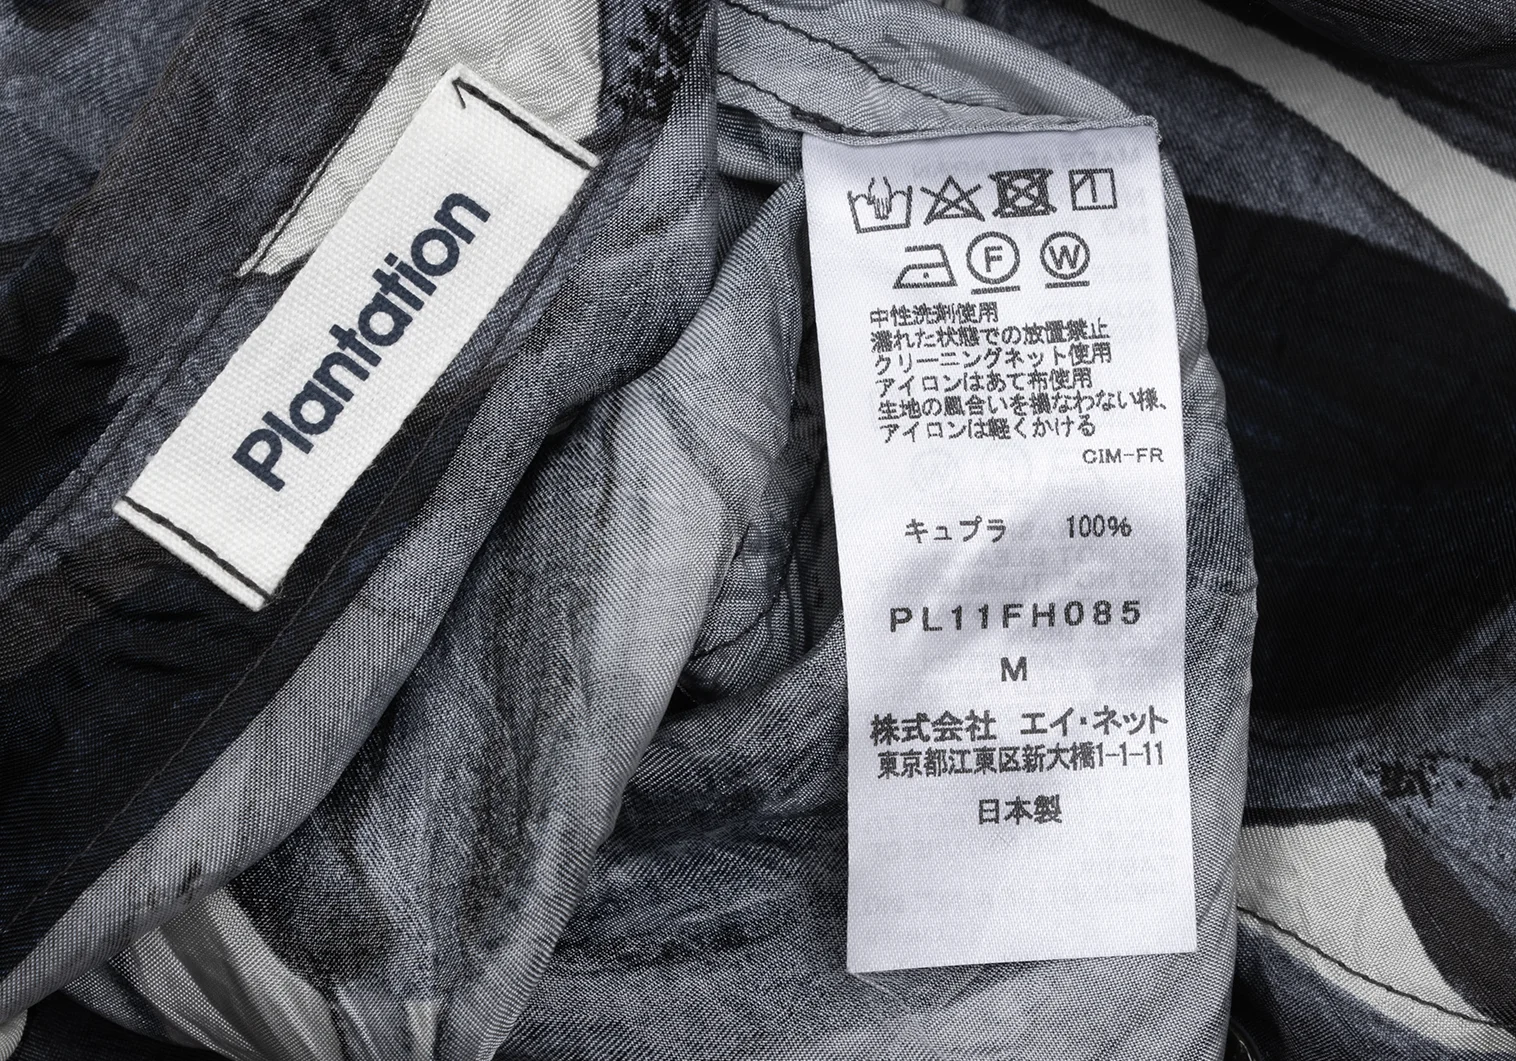 Plantation
F W
中性洗剤使用
濡れた状態での放置禁止
クリーニングネット使用
アイロンはあて布使用
生地の風合いを損なわない様、
アイロンは軽くかける
CIM-FR
キュプラ 100%
PL11FH085
M
株式会社 エイ・ネット
東京都江東区新大橋1-1-11
日本製